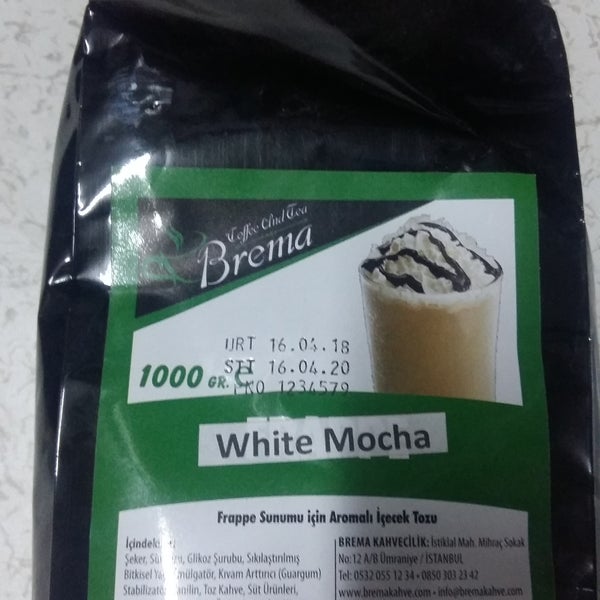 Coffee And Tea
Brema
URT 16.04.18
STT 16.04.20
1000 GR. e
PNO 1234579
White Mocha
Frappe Sunumu için Aromalı İçecek Tozu
Şeker, Glikoz Şurubu, Sıkılaştırılmış
Bitkisel Kıvam Arttırıcı (Guargum)
Toz Kahve, Süt Ürünleri,
BREMA KAHVECİLİK: İstiklal Mah. Mihraç Sokak
No:12 A/B Ümraniye / İSTANBUL
Tel: 0532 055 12 34 • 0850 303 23 42
www.bremakahve.com • info@bremakahve.com